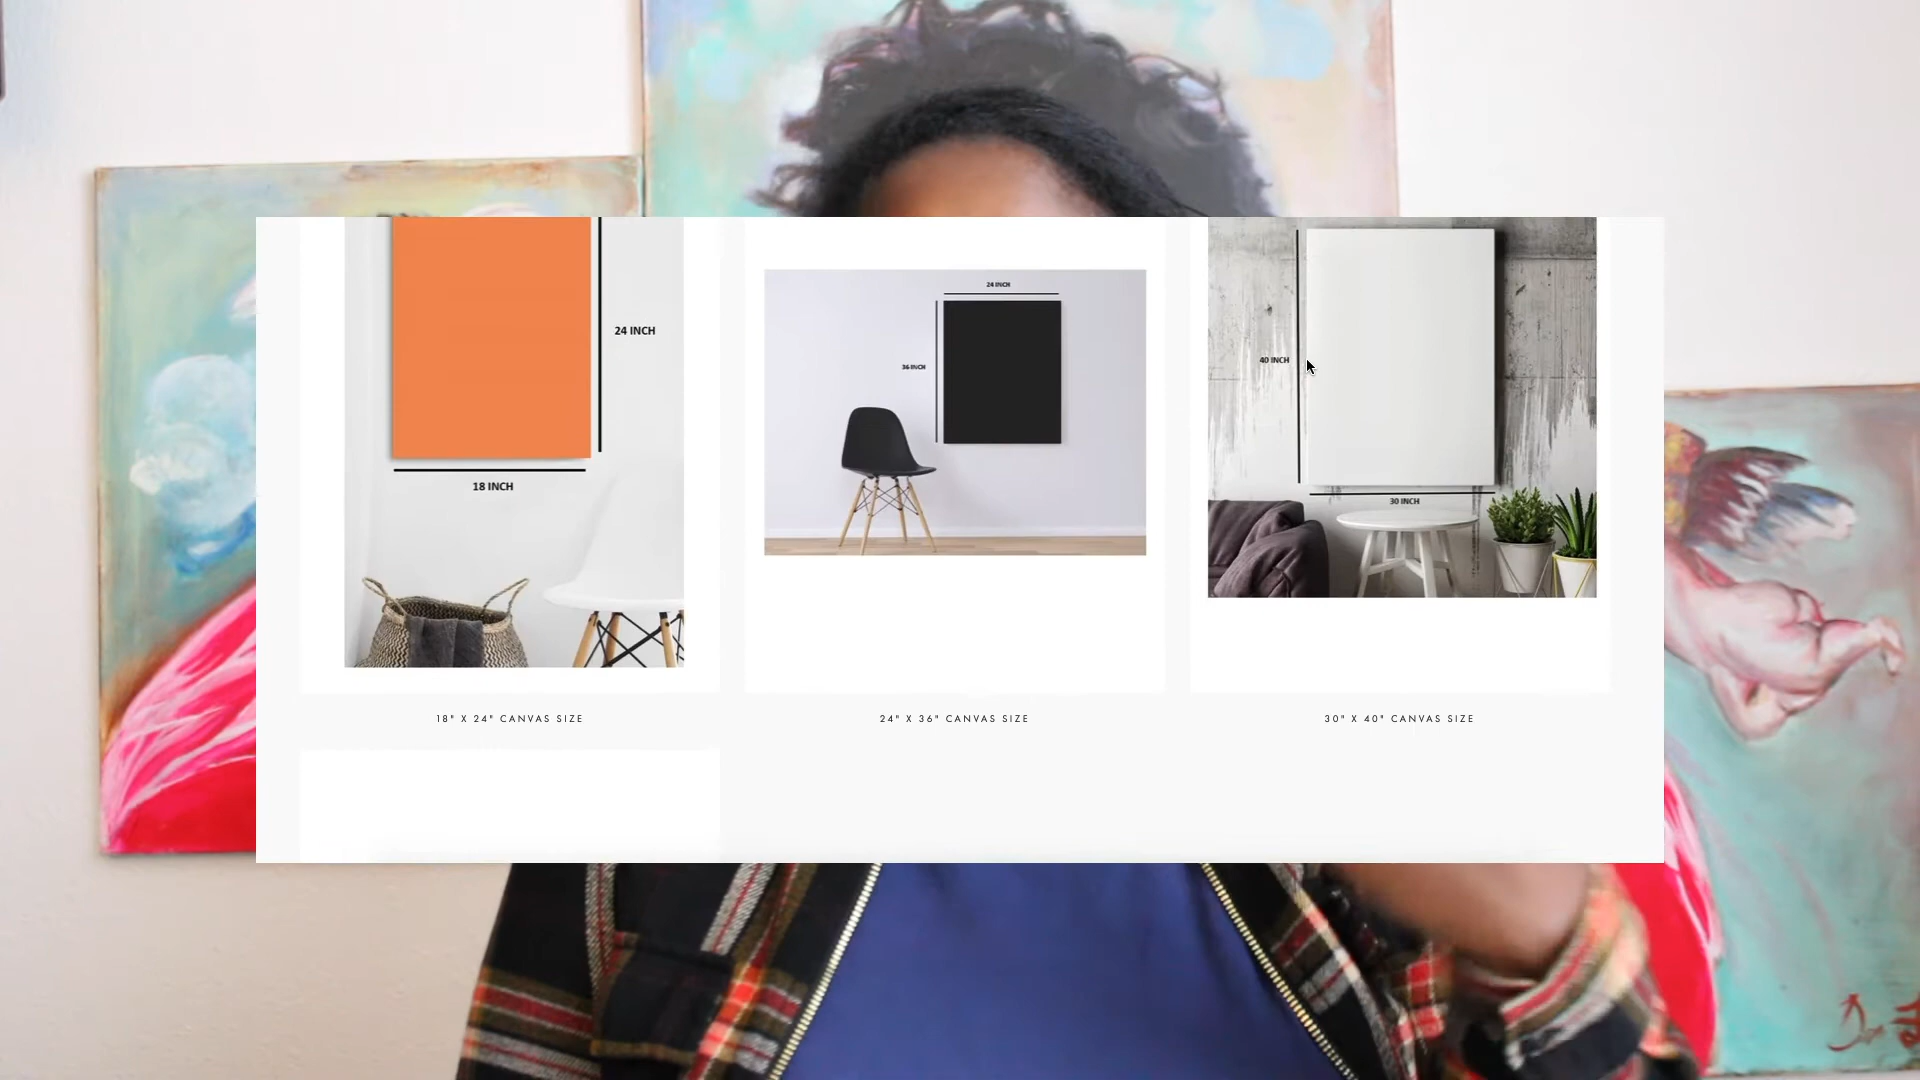 24 INCH
18 INCH
24 INCH
36 INCH
40 INCH
30 INCH
18" X 24" CANVAS SIZE
24" X 36" CANVAS SIZE
30" X 40" CANVAS SIZE